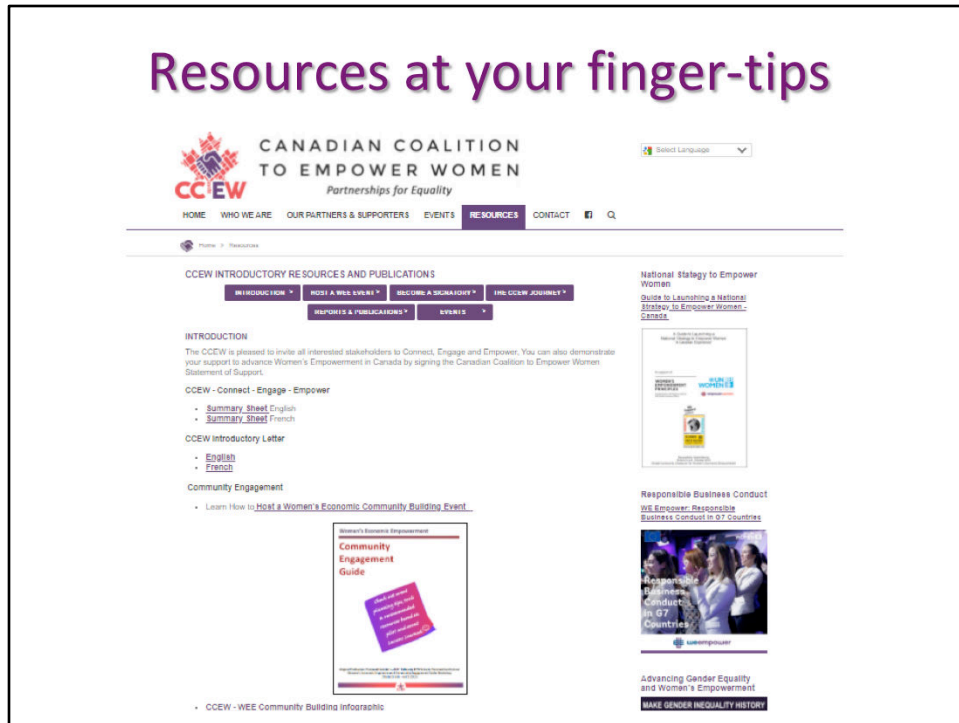 Resources at your finger-tips
CANADIAN COALITION
TO EMPOWER WOMEN
Partnerships for Equality
CCEW
Select Language
HOME WHO WE ARE OUR PARTNERS & SUPPORTERS EVENTS RESOURCES CONTACT
Home > Resources
CCEW INTRODUCTORY RESOURCES AND PUBLICATIONS
INTRODUCTION HOST A WEE EVENT BECOME A SIGNATORY THE CCEW JOURNEY
REPORTS & PUBLICATIONS EVENTS
INTRODUCTION
The CCEW is pleased to invite all interested stakeholders to Connect, Engage and Empower, You can also demonstrate
your support to advance Women's Empowerment in Canada by signing the Canadian Coalition to Empower Women
Statement of Support.
CCEW - Connect - Engage - Empower
Summary Sheet English
Summary Sheet French
CCEW Introductory Letter
English
French
Community Engagement
Learn How to Host a Women's Economic Community Building Event
Women's Economic Empowerment
Community
Engagement
Guide
CCEW - WEE Community Building Infographic
National Stategy to Empower
Women
Guide to Launching a National
Strategy to Empower Women -
Canada
WOMEN'S
EMPOWERMENT
PRINCIPLES
UN
WOMEN
Responsible Business Conduct
WE Empower: Responsible
Business Conduct in G7 Countries
Responsible
Business
Conduct
in G7
Countries
weempower
Advancing Gender Equality
and Women's Empowerment
MAKE GENDER INEQUALITY HISTORY